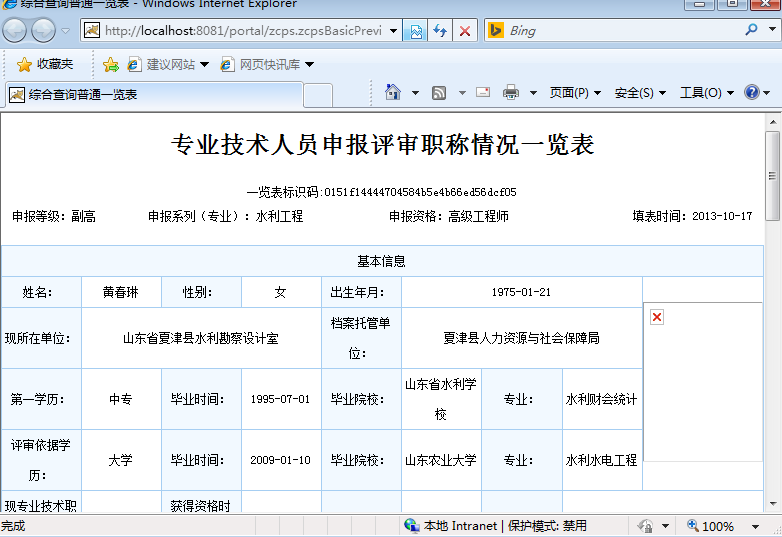 综合查询普通一览表 - Windows Internet Explorer
http://localhost:8081/portal/zcps.zcpsBasicPrevi
Bing
收藏夹 建议网站 网页快讯库
综合查询普通一览表
页面(P) 安全(S) 工具(O)
专业技术人员申报评审职称情况一览表
一览表标识码:0151f14444704584b5e4b66ed56dcf05
申报等级：副高 申报系列（专业）：水利工程 申报资格：高级工程师 填表时间：2013-10-17
基本信息
姓名： 黄春琳 性别： 女 出生年月： 1975-01-21
现所在单位： 山东省夏津县水利勘察设计室 档案托管单
位： 夏津县人力资源与社会保障局
第一学历： 中专 毕业时间： 1995-07-01 毕业院校： 山东省水利学
校 专业： 水利财会统计
评审依据学
历： 大学 毕业时间： 2009-01-10 毕业院校： 山东农业大学 专业： 水利水电工程
现专业技术职 获得资格时
完成 本地 Intranet | 保护模式: 禁用 100%